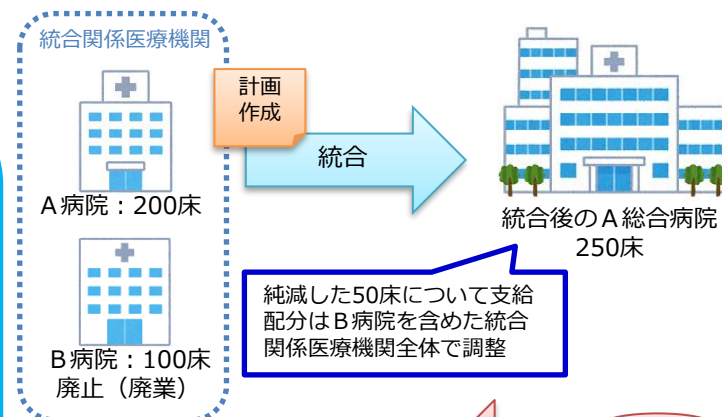 統合関係医療機関
計画
作成
統合
Ａ病院：200床
Ｂ病院：100床
廃止（廃業）
統合後のＡ総合病院
250床
純減した50床について支給
配分はＢ病院を含めた統合
関係医療機関全体で調整